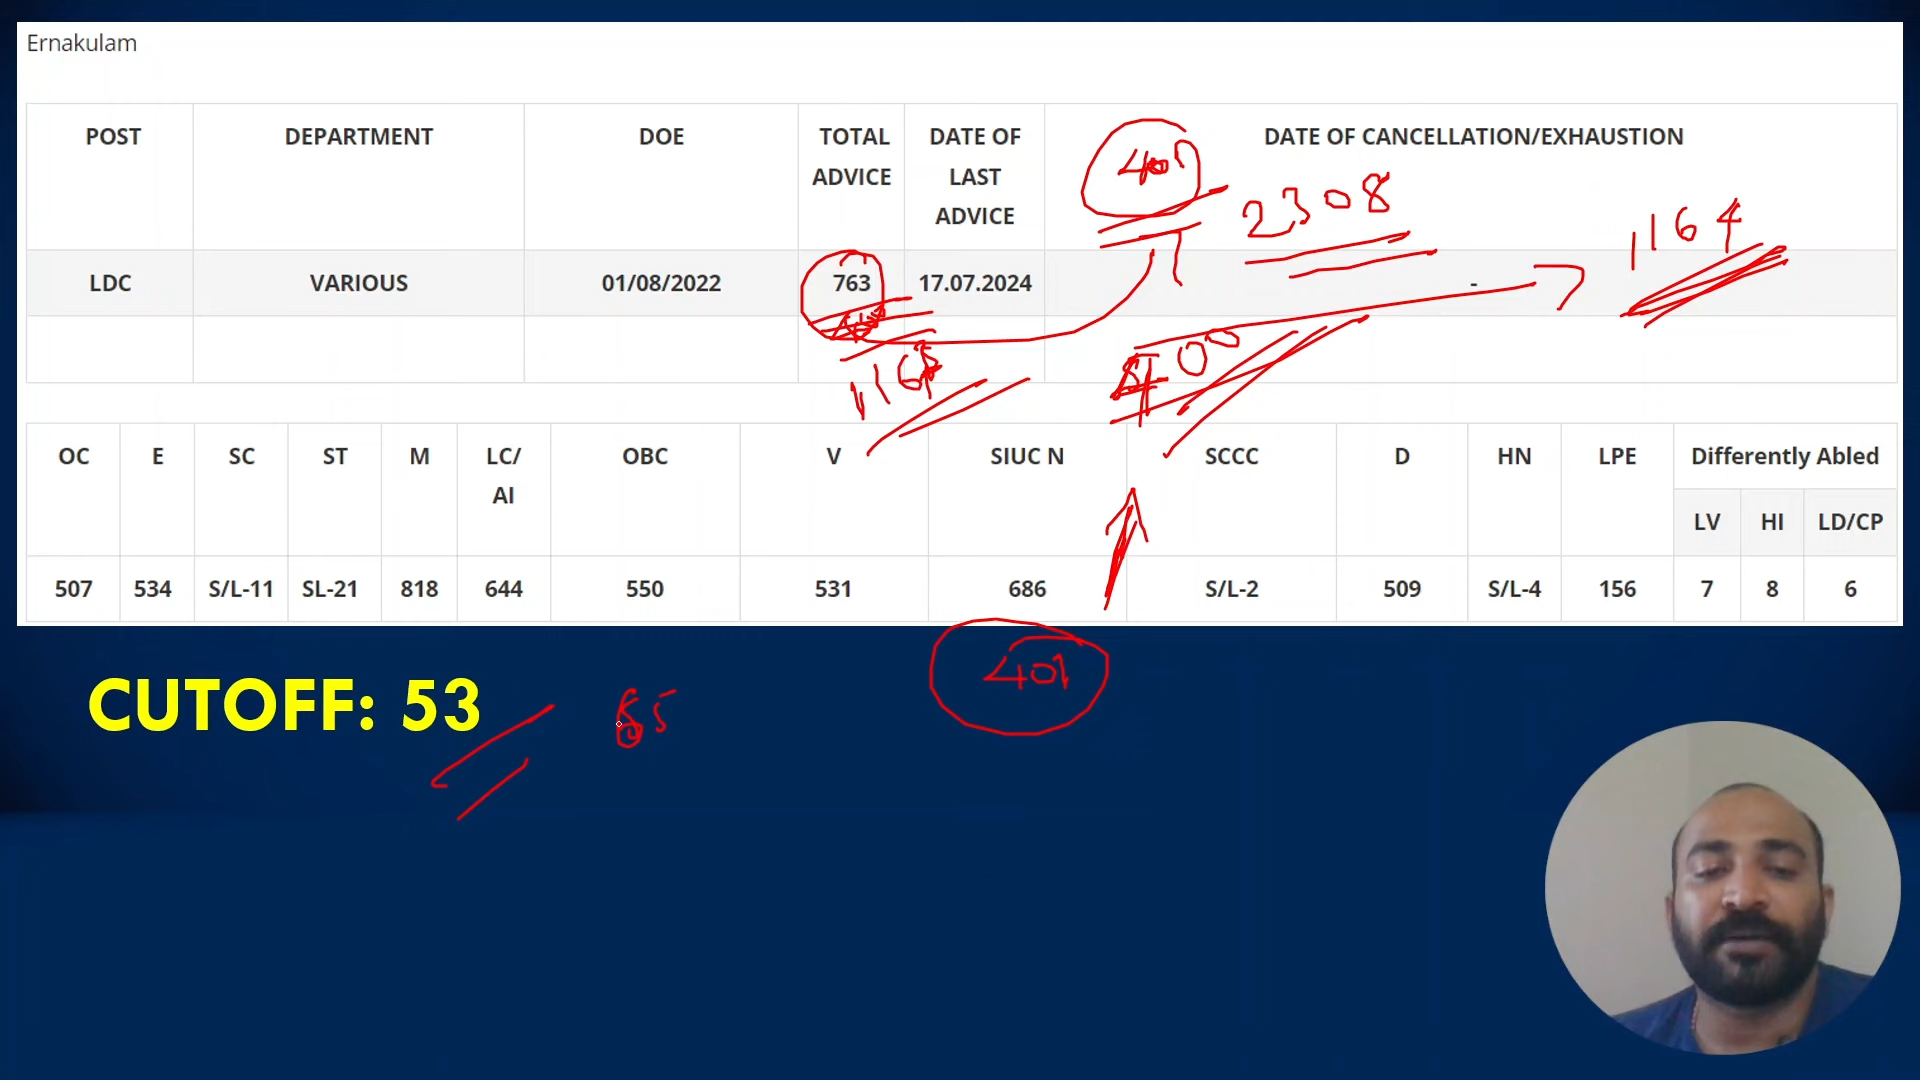 Ernakulam
POST DEPARTMENT DOE TOTAL ADVICE DATE OF LAST ADVICE DATE OF CANCELLATION/EXHAUSTION
401
2308
1164
LDC VARIOUS 01/08/2022 763 17.07.2024 -
OC E SC ST M LC/AI OBC V SIUC N SCCC D HN LPE Differently Abled
LV HI LD/CP
507 534 S/L-11 SL-21 818 644 550 531 686 S/L-2 509 S/L-4 156 7 8 6
401
CUTOFF: 53